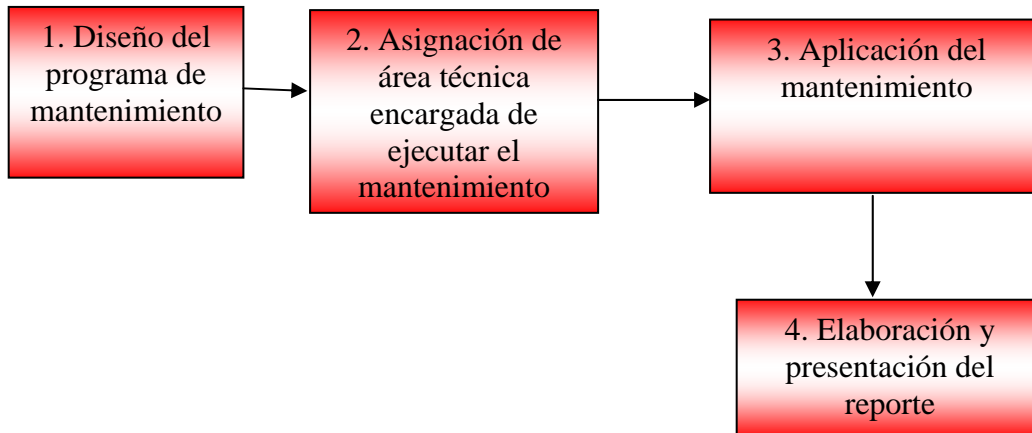 1. Diseño del
programa de
mantenimiento
2. Asignación de
área técnica
encargada de
ejecutar el
mantenimiento
3. Aplicación del
mantenimiento
4. Elaboración y
presentación del
reporte